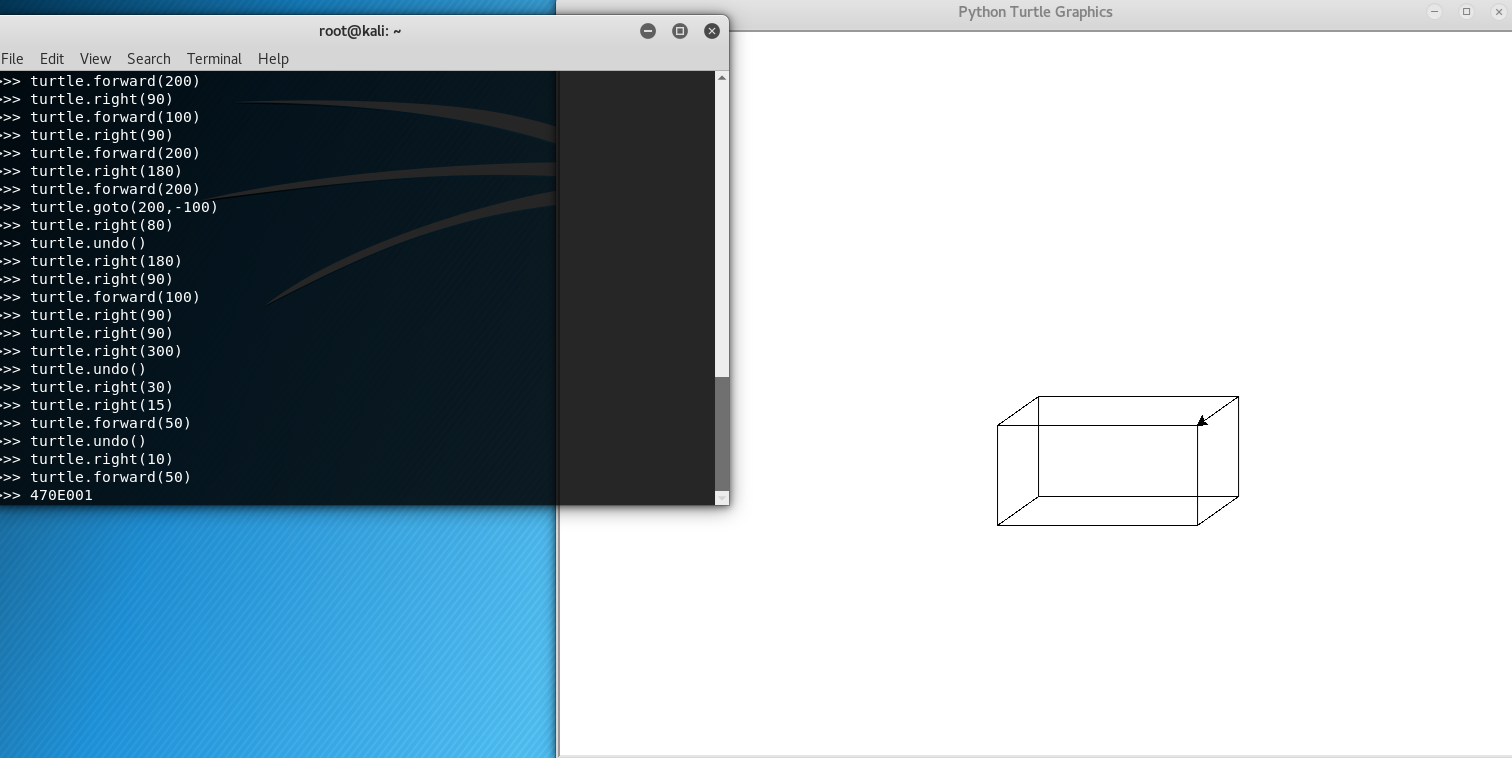 Python Turtle Graphics
root@kali: ~
File Edit View Search Terminal Help
>>> turtle.forward(200)
>>> turtle.right(90)
>>> turtle.forward(100)
>>> turtle.right(90)
>>> turtle.forward(200)
>>> turtle.right(180)
>>> turtle.forward(200)
>>> turtle.goto(200,-100)
>>> turtle.right(80)
>>> turtle.undo()
>>> turtle.right(180)
>>> turtle.right(90)
>>> turtle.forward(100)
>>> turtle.right(90)
>>> turtle.right(90)
>>> turtle.right(300)
>>> turtle.undo()
>>> turtle.right(30)
>>> turtle.right(15)
>>> turtle.forward(50)
>>> turtle.undo()
>>> turtle.right(10)
>>> turtle.forward(50)
>>> 470E001